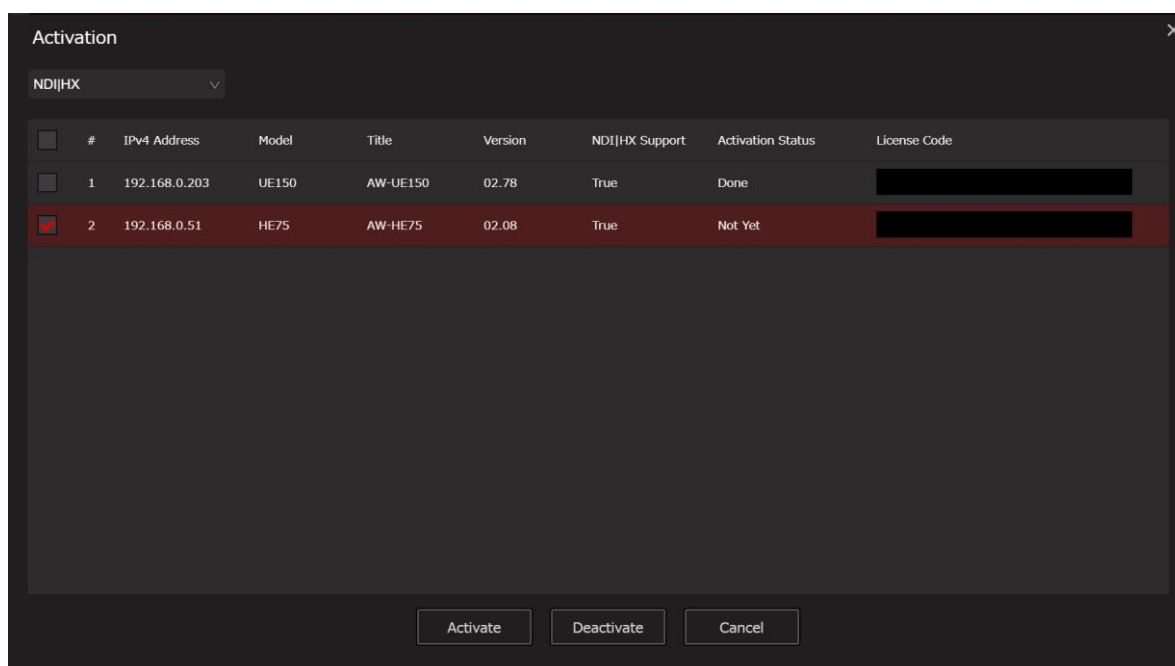 Activation
NDI|HX
# IPv4 Address Model Title Version NDI|HX Support Activation Status License Code
1 192.168.0.203 UE150 AW-UE150 02.78 True Done
2 192.168.0.51 HE75 AW-HE75 02.08 True Not Yet
Activate Deactivate Cancel